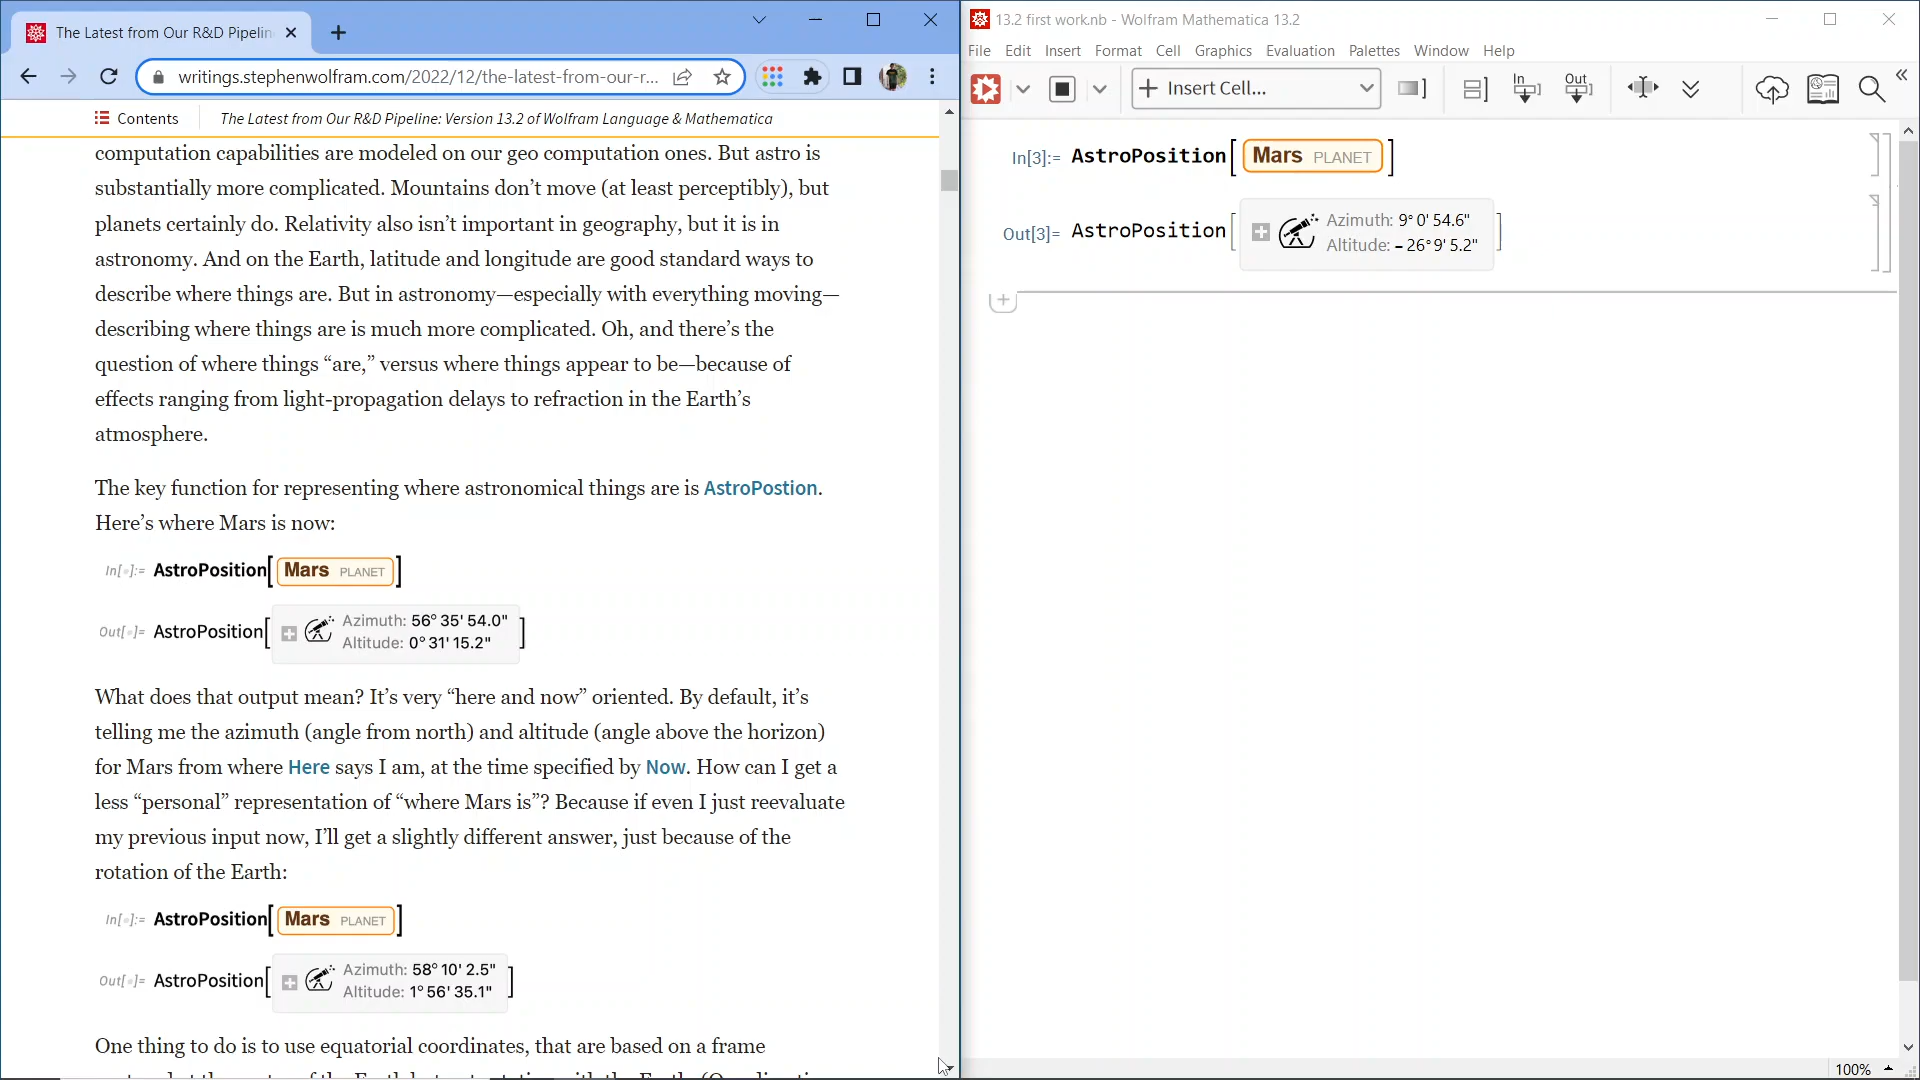 The Latest from Our R&D Pipelin
writings.stephenwolfram.com/2022/12/the-latest-from-our-r...
Contents
The Latest from Our R&D Pipeline: Version 13.2 of Wolfram Language & Mathematica
computation capabilities are modeled on our geo computation ones. But astro is
substantially more complicated. Mountains don’t move (at least perceptibly), but
planets certainly do. Relativity also isn’t important in geography, but it is in
astronomy. And on the Earth, latitude and longitude are good standard ways to
describe where things are. But in astronomy—especially with everything moving—
describing where things are is much more complicated. Oh, and there’s the
question of where things “are,” versus where things appear to be—because of
effects ranging from light-propagation delays to refraction in the Earth’s
atmosphere.
The key function for representing where astronomical things are is AstroPostion.
Here’s where Mars is now:
In[◦]:= AstroPosition[ Mars PLANET ]
Out[◦]= AstroPosition[ Azimuth: 56° 35' 54.0"
Altitude: 0° 31' 15.2" ]
What does that output mean? It’s very “here and now” oriented. By default, it’s
telling me the azimuth (angle from north) and altitude (angle above the horizon)
for Mars from where Here says I am, at the time specified by Now. How can I get a
less “personal” representation of “where Mars is”? Because if even I just reevaluate
my previous input now, I’ll get a slightly different answer, just because of the
rotation of the Earth:
In[◦]:= AstroPosition[ Mars PLANET ]
Out[◦]= AstroPosition[ Azimuth: 58° 10' 2.5"
Altitude: 1° 56' 35.1" ]
One thing to do is to use equatorial coordinates, that are based on a frame
13.2 first work.nb - Wolfram Mathematica 13.2
File Edit Insert Format Cell Graphics Evaluation Palettes Window Help
Insert Cell...
In
Out
In[3]:= AstroPosition[ Mars PLANET ]
Out[3]= AstroPosition[ Azimuth: 9° 0' 54.6"
Altitude: – 26° 9' 5.2" ]
100%